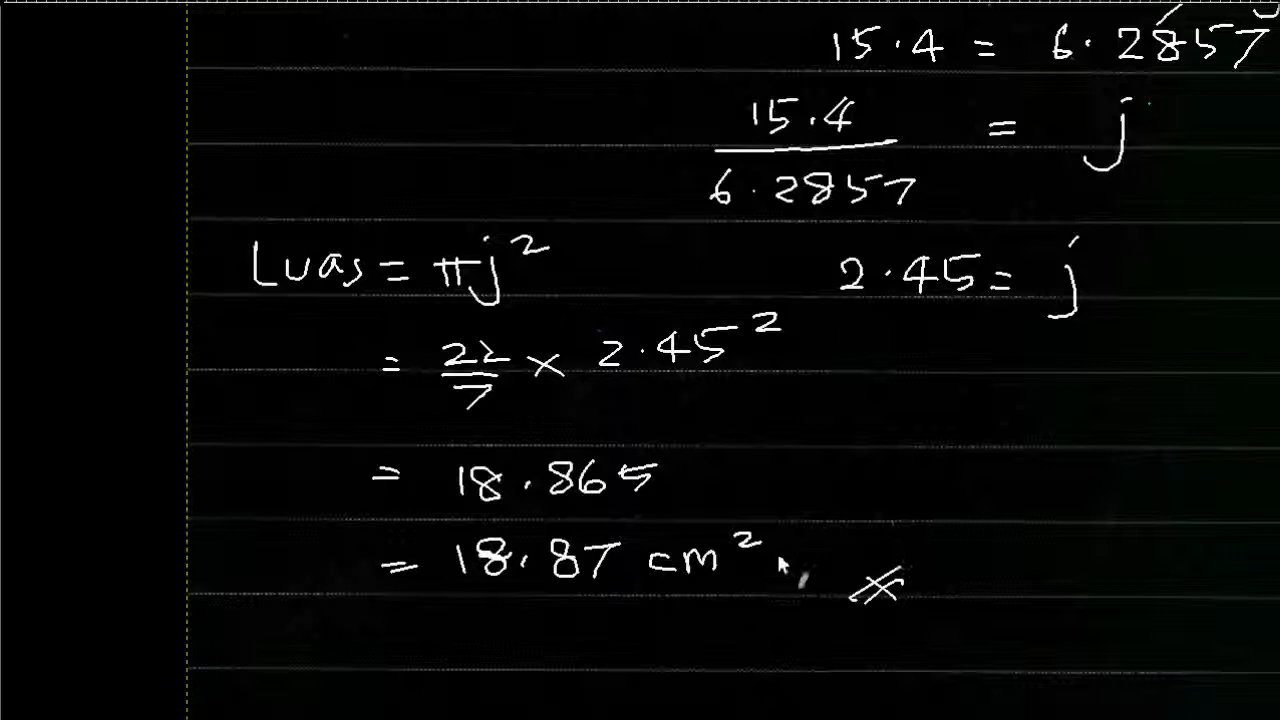 15.4 = 6.2857
15.4
6.2857
= j
Luas = πj²
2.45 = j
= 22/7 × 2.45²
= 18.865
= 18.87 cm²